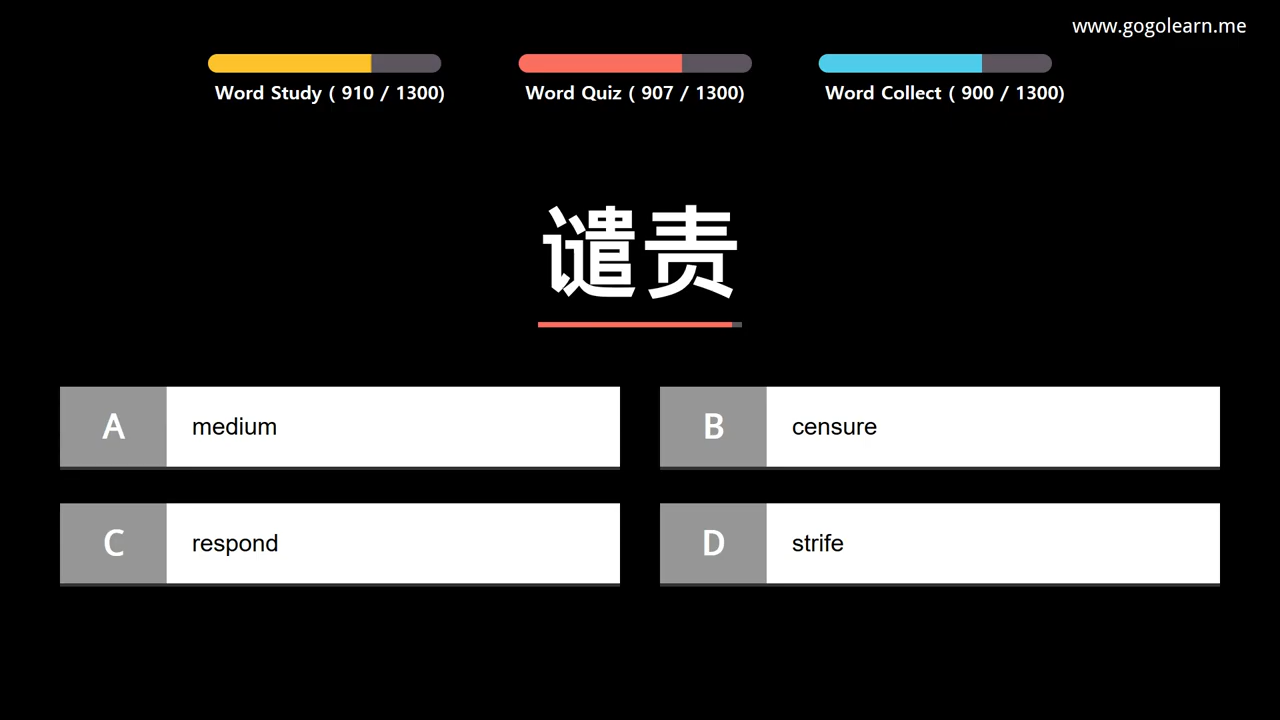 www.gogolearn.me
Word Study ( 910 / 1300)
Word Quiz ( 907 / 1300)
Word Collect ( 900 / 1300)
谴责
A medium
B censure
C respond
D strife